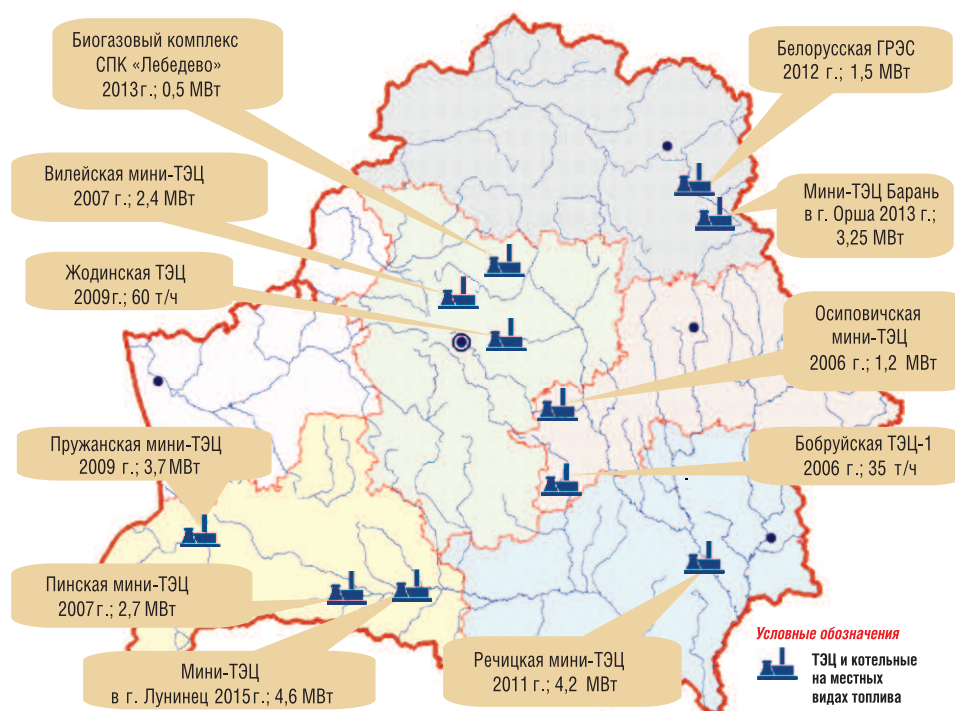 Биогазовый комплекс
СПК «Лебедево»
2013 г.; 0,5 МВт
Белорусская ГРЭС
2012 г.; 1,5 МВт
Вилейская мини-ТЭЦ
2007 г.; 2,4 МВт
Мини-ТЭЦ Барань
в г. Орша 2013 г.;
3,25 МВт
Жодинская ТЭЦ
2009г.; 60 т/ч
Осиповичская
мини-ТЭЦ
2006 г.; 1,2 МВт
Пружанская мини-ТЭЦ
2009 г.; 3,7 МВт
Бобруйская ТЭЦ-1
2006 г.; 35 т/ч
Пинская мини-ТЭЦ
2007 г.; 2,7 МВт
Мини-ТЭЦ
в г. Лунинец 2015 г.; 4,6 МВт
Речицкая мини-ТЭЦ
2011 г.; 4,2 МВт
Условные обозначения
ТЭЦ и котельные
на местных
видах топлива